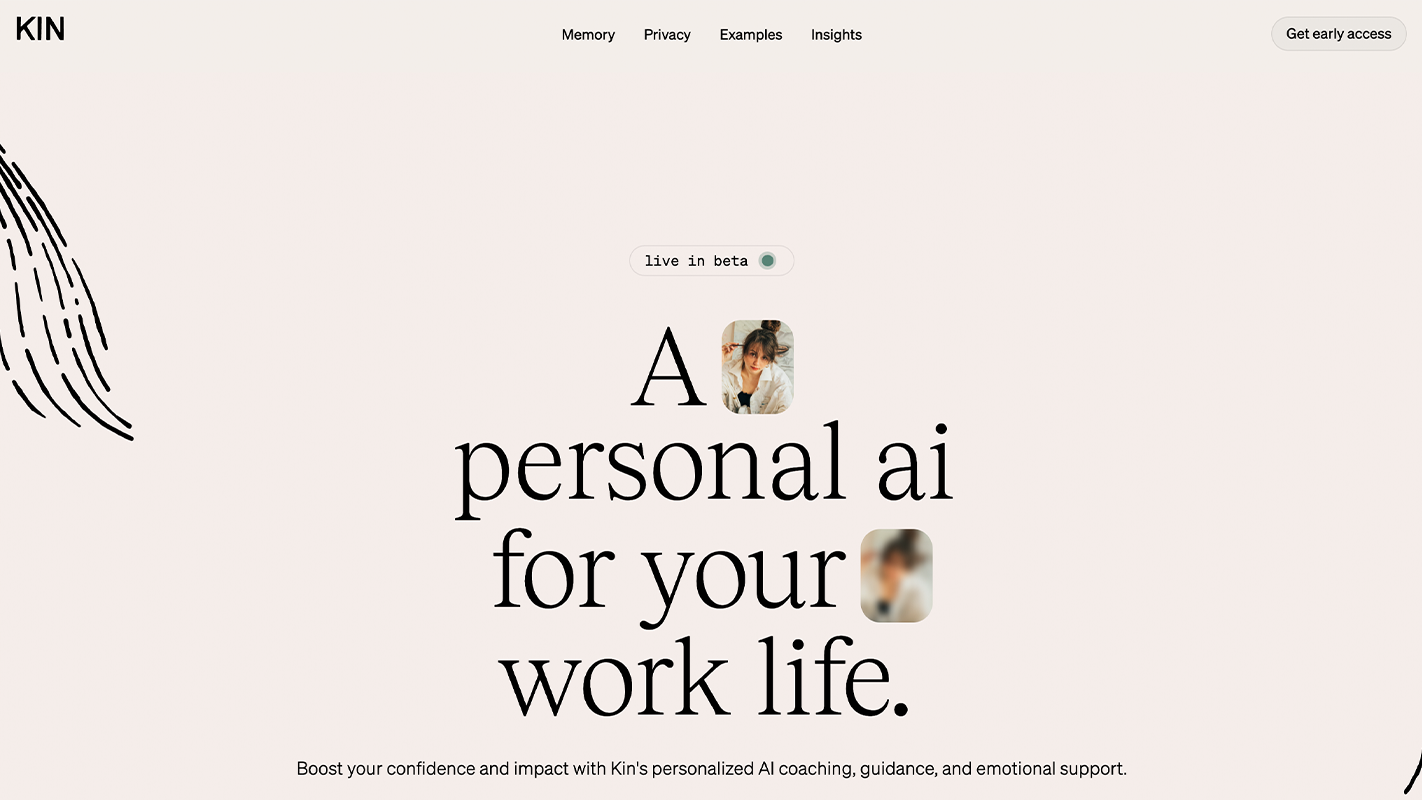 KIN
Memory Privacy Examples Insights
Get early access
live in beta
A
personal ai
for your
work life.
Boost your confidence and impact with Kin's personalized AI coaching, guidance, and emotional support.